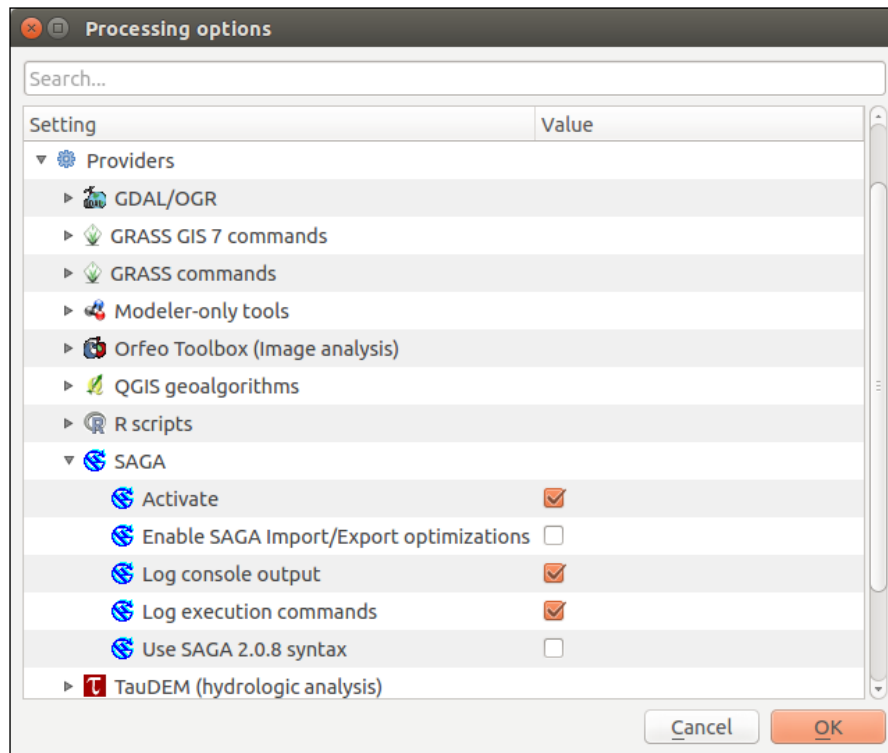 Processing options
Search...
Setting Value
Providers
GDAL/OGR
GRASS GIS 7 commands
GRASS commands
Modeler-only tools
Orfeo Toolbox (Image analysis)
QGIS geoalgorithms
R scripts
SAGA
Activate
Enable SAGA Import/Export optimizations
Log console output
Log execution commands
Use SAGA 2.0.8 syntax
TauDEM (hydrologic analysis)
Cancel OK